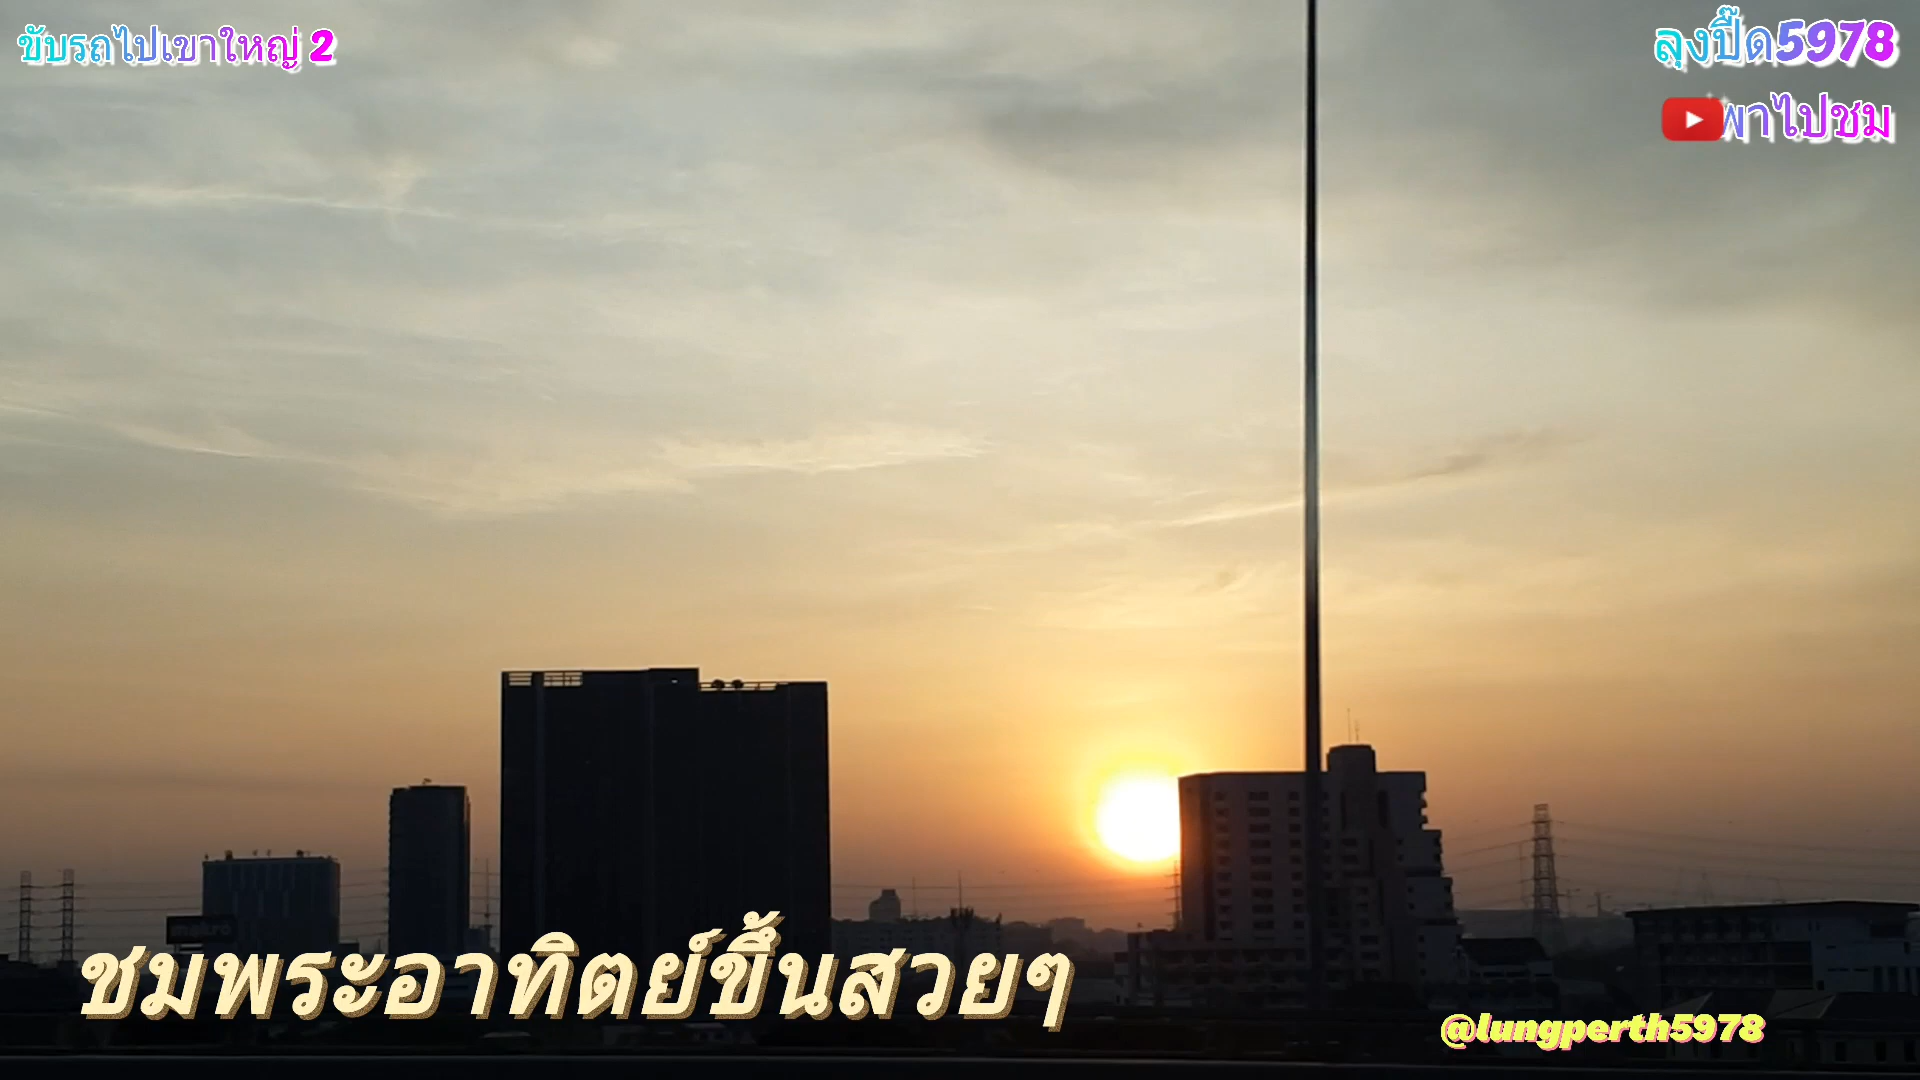 ขับรถไปเขาใหญ่ 2
ลุงปี๊ด5978
พาไปชม
makro
ชมพระอาทิตย์ขึ้นสวยๆ
@lungperth5978